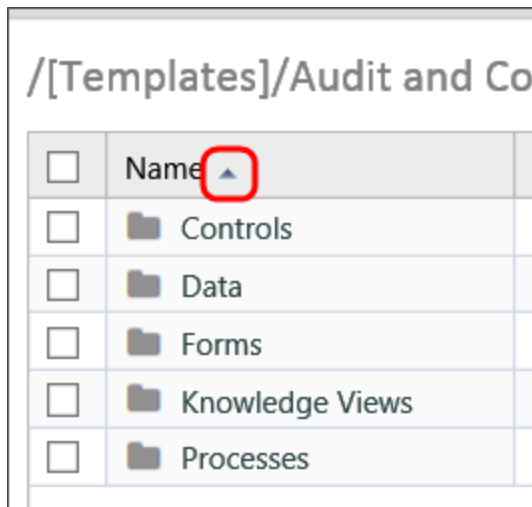 /[Templates]/Audit and Co
Name
Controls
Data
Forms
Knowledge Views
Processes